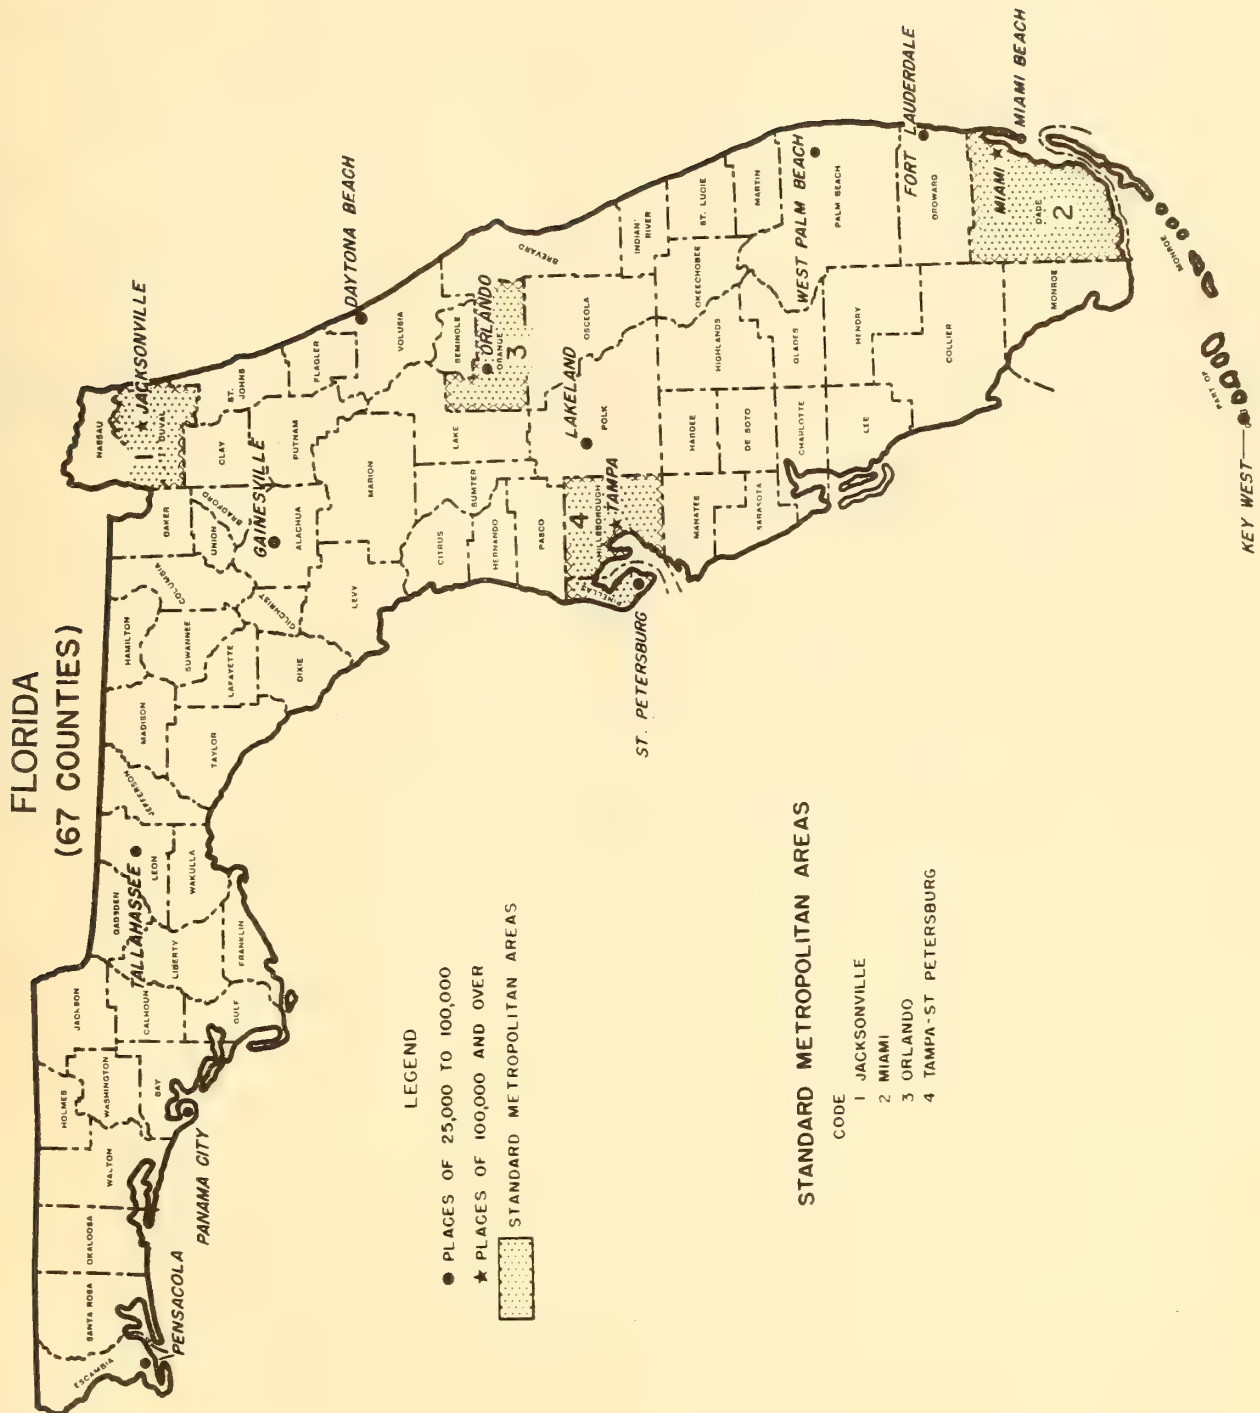 FLORIDA
(67 COUNTIES)
ESCAMBIA
SANTA ROSA
OKALOOSA
WALTON
HOLMES
WASHINGTON
BAY
JACKSON
CALHOUN
GULF
GADSDEN
LIBERTY
FRANKLIN
LEON
WAKULLA
JEFFERSON
MADISON
TAYLOR
HAMILTON
SUWANNEE
LAFAYETTE
DIXIE
COLUMBIA
GILCHRIST
LEVY
BAKER
UNION
BRADFORD
ALACHUA
NASSAU
DUVAL
1
CLAY
ST.
JOHNS
PUTNAM
FLAGLER
MARION
VOLUSIA
CITRUS
SUMTER
HERNANDO
LAKE
SEMINOLE
ORANGE
3
PASCO
BREVARD
OSCEOLA
POLK
HILLSBOROUGH
4
PINELLAS
INDIAN
RIVER
MANATEE
HARDEE
HIGHLANDS
OKEECHOBEE
ST. LUCIE
SARASOTA
DE SOTO
MARTIN
CHARLOTTE
GLADES
PALM BEACH
LEE
HENDRY
COLLIER
BROWARD
DADE
2
MONROE
MONROE
PART OF
PENSACOLA
PANAMA CITY
TALLAHASSEE
JACKSONVILLE
GAINESVILLE
DAYTONA BEACH
ORLANDO
LAKELAND
TAMPA
ST. PETERSBURG
WEST PALM BEACH
FORT LAUDERDALE
MIAMI
MIAMI BEACH
KEY WEST
LEGEND
● PLACES OF 25,000 TO 100,000
★ PLACES OF 100,000 AND OVER
STANDARD METROPOLITAN AREAS
STANDARD METROPOLITAN AREAS
CODE
1 JACKSONVILLE
2 MIAMI
3 ORLANDO
4 TAMPA-ST PETERSBURG